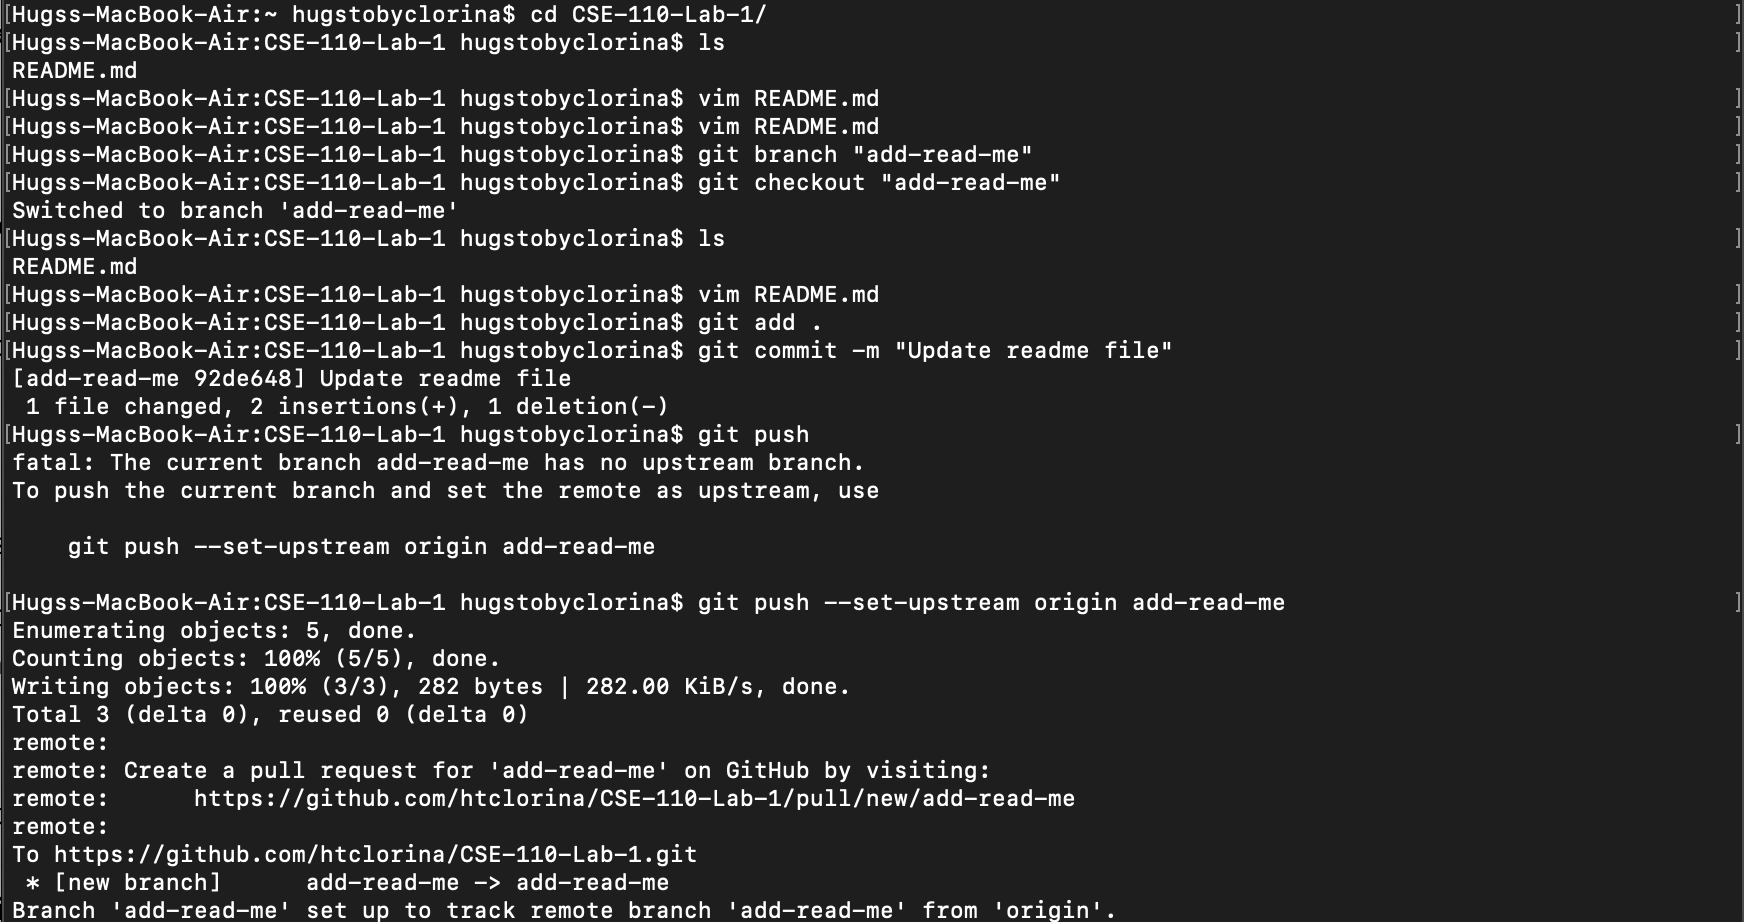 [Hugss-MacBook-Air:~ hugstobyclorina$ cd CSE-110-Lab-1/ ]
[Hugss-MacBook-Air:CSE-110-Lab-1 hugstobyclorina$ ls ]
README.md
[Hugss-MacBook-Air:CSE-110-Lab-1 hugstobyclorina$ vim README.md ]
[Hugss-MacBook-Air:CSE-110-Lab-1 hugstobyclorina$ vim README.md ]
[Hugss-MacBook-Air:CSE-110-Lab-1 hugstobyclorina$ git branch "add-read-me" ]
[Hugss-MacBook-Air:CSE-110-Lab-1 hugstobyclorina$ git checkout "add-read-me" ]
Switched to branch 'add-read-me'
[Hugss-MacBook-Air:CSE-110-Lab-1 hugstobyclorina$ ls ]
README.md
[Hugss-MacBook-Air:CSE-110-Lab-1 hugstobyclorina$ vim README.md ]
[Hugss-MacBook-Air:CSE-110-Lab-1 hugstobyclorina$ git add . ]
[Hugss-MacBook-Air:CSE-110-Lab-1 hugstobyclorina$ git commit -m "Update readme file" ]
[add-read-me 92de648] Update readme file
 1 file changed, 2 insertions(+), 1 deletion(-)
[Hugss-MacBook-Air:CSE-110-Lab-1 hugstobyclorina$ git push ]
fatal: The current branch add-read-me has no upstream branch.
To push the current branch and set the remote as upstream, use
    git push --set-upstream origin add-read-me
[Hugss-MacBook-Air:CSE-110-Lab-1 hugstobyclorina$ git push --set-upstream origin add-read-me ]
Enumerating objects: 5, done.
Counting objects: 100% (5/5), done.
Writing objects: 100% (3/3), 282 bytes | 282.00 KiB/s, done.
Total 3 (delta 0), reused 0 (delta 0)
remote:
remote: Create a pull request for 'add-read-me' on GitHub by visiting:
remote:      https://github.com/htclorina/CSE-110-Lab-1/pull/new/add-read-me
remote:
To https://github.com/htclorina/CSE-110-Lab-1.git
 * [new branch]      add-read-me -> add-read-me
Branch 'add-read-me' set up to track remote branch 'add-read-me' from 'origin'.